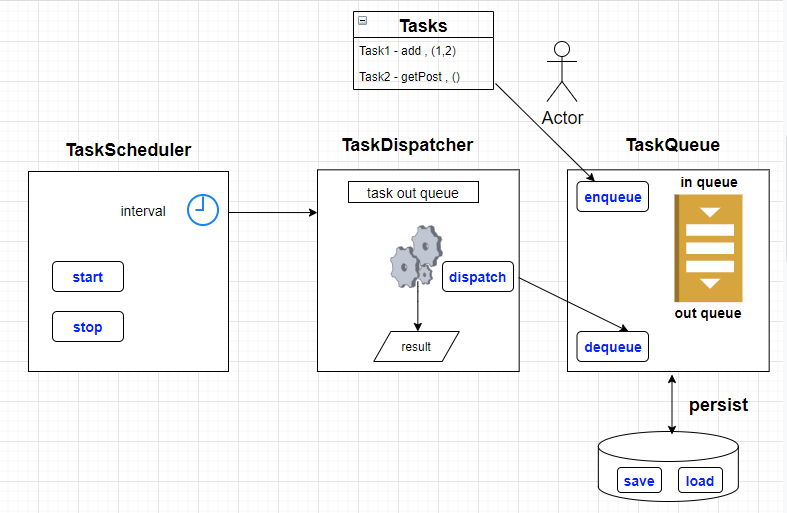 Tasks
Task1 - add , (1,2)
Task2 - getPost , ()
Actor
TaskScheduler
interval
start
stop
TaskDispatcher
task out queue
dispatch
result
TaskQueue
enqueue
in queue
out queue
dequeue
persist
save
load